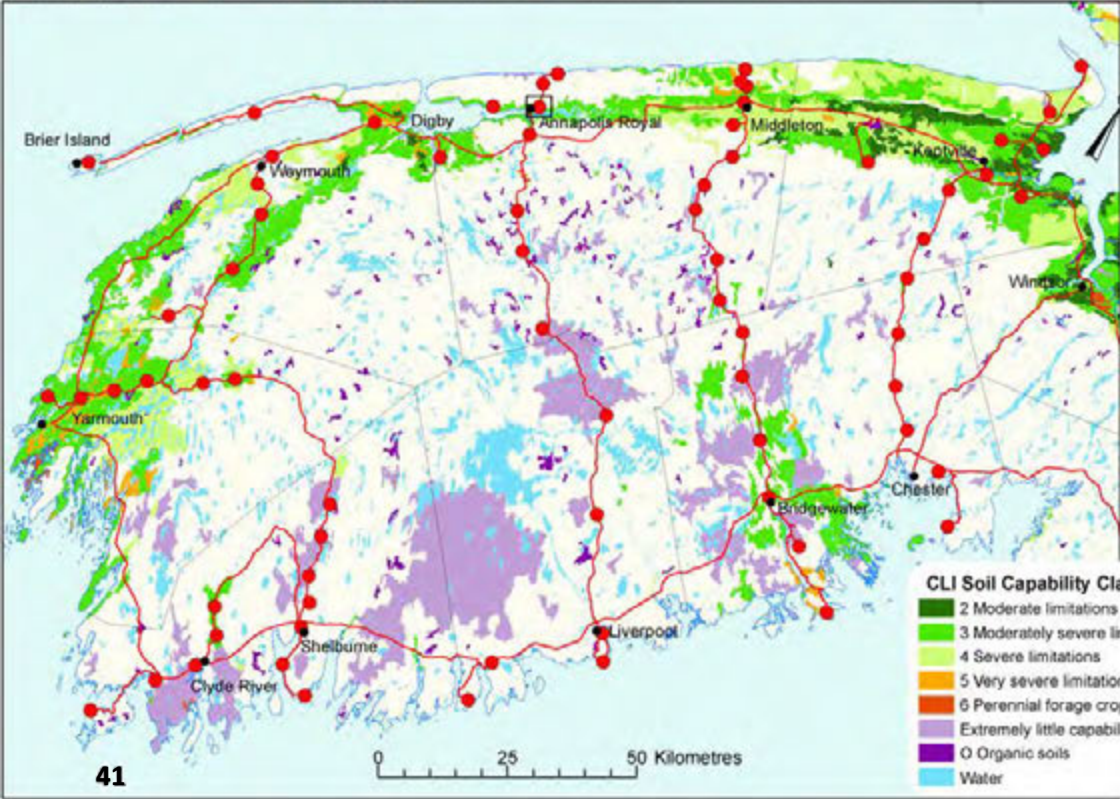 Brier Island
Digby
Annapolis Royal
Middleton
Kentville
Weymouth
Windsor
Yarmouth
Chester
Bridgewater
Liverpool
Shelburne
Clyde River
CLI Soil Capability Cla
2 Moderate limitations
3 Moderately severe li
4 Severe limitations
5 Very severe limitatio
6 Perennial forage cro
Extremely little capabil
O Organic soils
Water
0 25 50 Kilometres
41